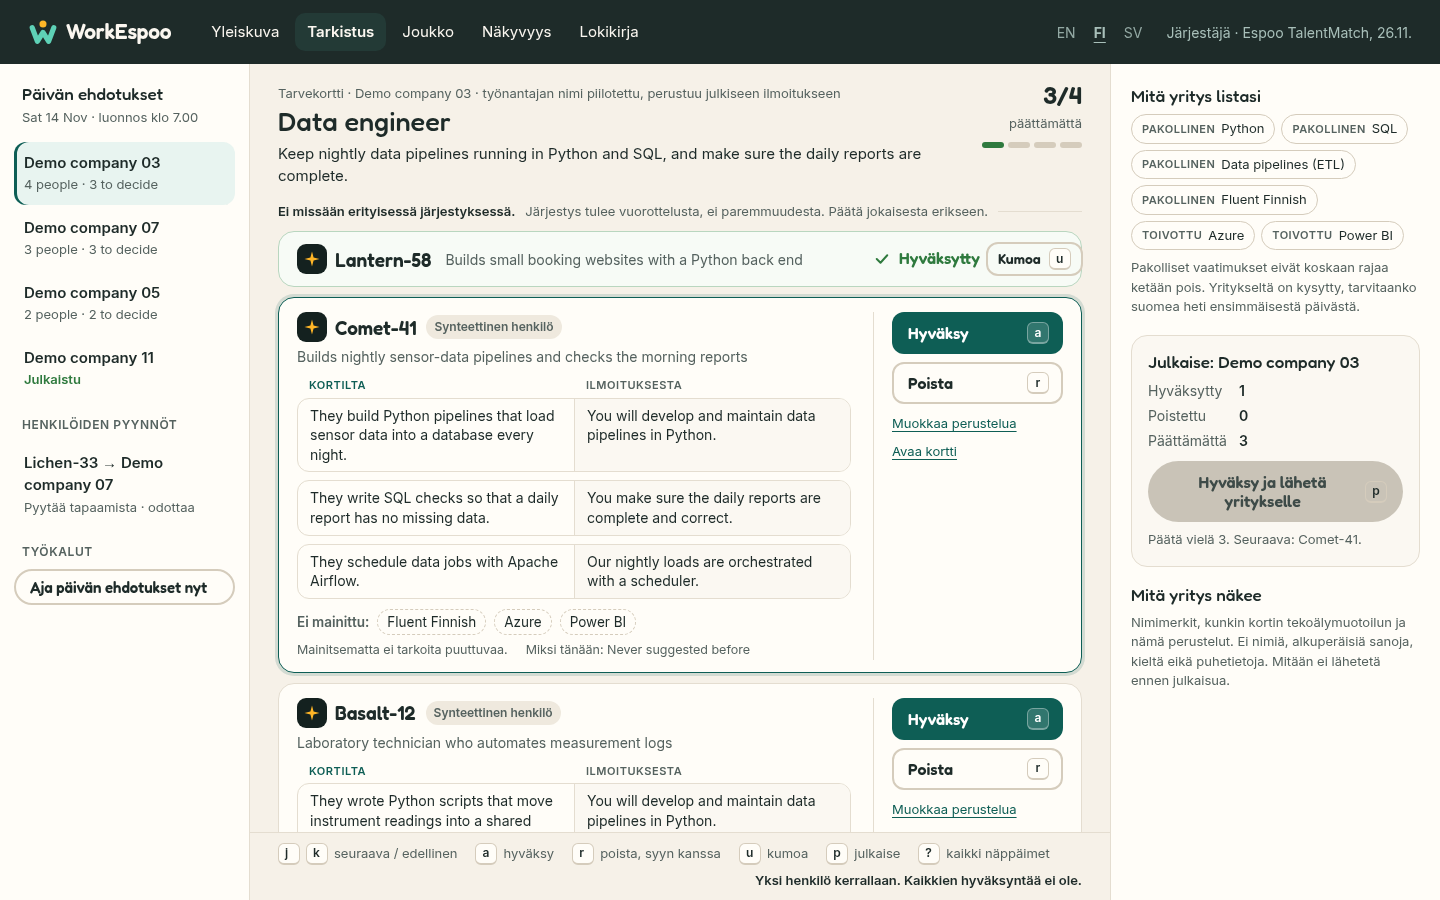 WorkEspoo
Yleiskuva
Tarkistus
Joukko
Näkyvyys
Lokikirja
EN FI SV
Järjestäjä · Espoo TalentMatch, 26.11.
Päivän ehdotukset
Sat 14 Nov · luonnos klo 7.00
Demo company 03
4 people · 3 to decide
Demo company 07
3 people · 3 to decide
Demo company 05
2 people · 2 to decide
Demo company 11
Julkaistu
HENKILÖIDEN PYYNNÖT
Lichen-33 → Demo
company 07
Pyytää tapaamista · odottaa
TYÖKALUT
Aja päivän ehdotukset nyt
Tarvekortti · Demo company 03 · työnantajan nimi piilotettu, perustuu julkiseen ilmoitukseen
Data engineer
Keep nightly data pipelines running in Python and SQL, and make sure the daily reports are
complete.
3/4
päättämättä
Ei missään erityisessä järjestyksessä. Järjestys tulee vuorottelusta, ei paremmuudesta. Päätä jokaisesta erikseen.
Lantern-58 Builds small booking websites with a Python back end
Hyväksytty
Kumoa u
Comet-41 Synteettinen henkilö
Builds nightly sensor-data pipelines and checks the morning reports
KORTILTA
ILMOITUKSESTA
They build Python pipelines that load
sensor data into a database every
night.
You will develop and maintain data
pipelines in Python.
They write SQL checks so that a daily
report has no missing data.
You make sure the daily reports are
complete and correct.
They schedule data jobs with Apache
Airflow.
Our nightly loads are orchestrated
with a scheduler.
Ei mainittu: Fluent Finnish Azure Power BI
Mainitsematta ei tarkoita puuttuvaa. Miksi tänään: Never suggested before
Hyväksy a
Poista r
Muokkaa perustelua
Avaa kortti
Basalt-12 Synteettinen henkilö
Laboratory technician who automates measurement logs
KORTILTA
ILMOITUKSESTA
They wrote Python scripts that move
instrument readings into a shared
You will develop and maintain data
pipelines in Python.
Hyväksy a
Poista r
Muokkaa perustelua
j k seuraava / edellinen a hyväksy r poista, syyn kanssa u kumoa p julkaise ? kaikki näppäimet
Yksi henkilö kerrallaan. Kaikkien hyväksyntää ei ole.
Mitä yritys listasi
PAKOLLINEN Python
PAKOLLINEN SQL
PAKOLLINEN Data pipelines (ETL)
PAKOLLINEN Fluent Finnish
TOIVOTTU Azure
TOIVOTTU Power BI
Pakolliset vaatimukset eivät koskaan rajaa
ketään pois. Yritykseltä on kysytty, tarvitaanko
suomea heti ensimmäisestä päivästä.
Julkaise: Demo company 03
Hyväksytty 1
Poistettu 0
Päättämättä 3
Hyväksy ja lähetä
yritykselle
p
Päätä vielä 3. Seuraava: Comet-41.
Mitä yritys näkee
Nimimerkit, kunkin kortin tekoälymuotoilun ja
nämä perustelut. Ei nimiä, alkuperäisiä sanoja,
kieltä eikä puhetietoja. Mitään ei lähetetä
ennen julkaisua.